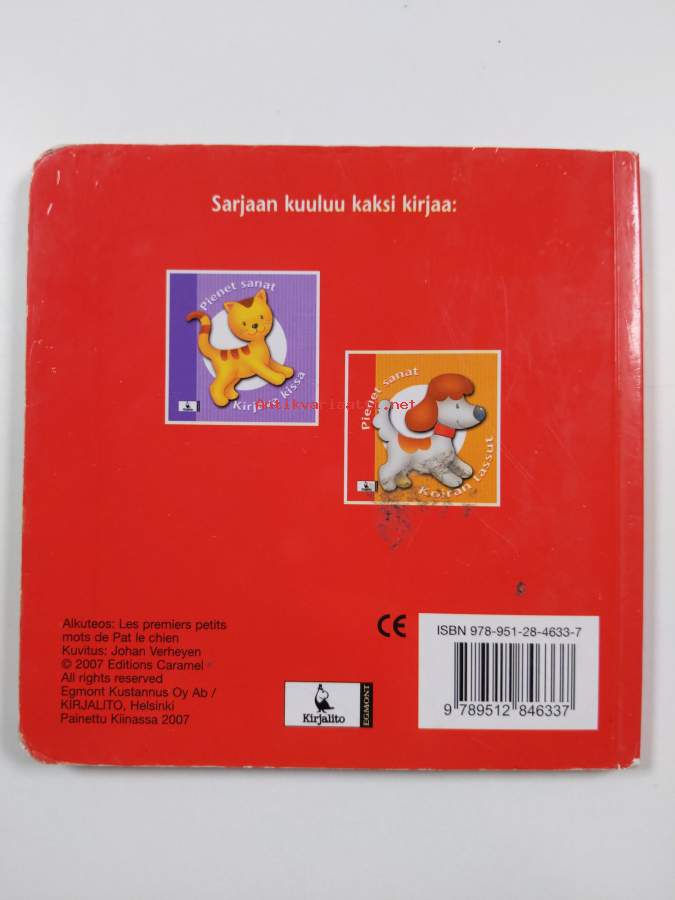 Sarjaan kuuluu kaksi kirjaa:
Pienet sanat
Kirjava kissa
Antikvariaatti.net
Pienet sanat
Koiran tassut
Alkuteos: Les premiers petits
mots de Pat le chien
Kuvitus: Johan Verheyen
© 2007 Editions Caramel
All rights reserved
Egmont Kustannus Oy Ab /
KIRJALITO, Helsinki
Painettu Kiinassa 2007
Kirjalito
EGMONT
CE
ISBN 978-951-28-4633-7
9 789512 846337